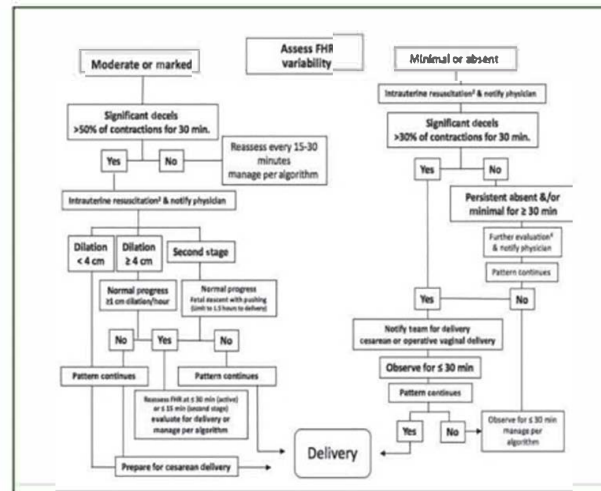 Assess FHR
variability
Moderate or marked
Minimal or absent
Intrauterine resuscitation² & notify physician
Significant decels
>50% of contractions for 30 min.
Significant decels
>30% of contractions for 30 min.
Yes
No
Reassess every 15-30
minutes
manage per algorithm
Yes
No
Intrauterine resuscitation² & notify physician
Persistent absent &/or
minimal for ≥ 30 min
Further evaluation⁴
& notify physician
Pattern continues
Dilation
< 4 cm
Dilation
≥ 4 cm
Second stage
Normal progress
≥1 cm dilation/hour
Normal progress
Fetal descent with pushing
(Limit to 1.5 hours to delivery)
Yes
No
No
Yes
No
Notify team for delivery
cesarean or operative vaginal delivery
Observe for ≤ 30 min
Pattern continues
Pattern continues
Pattern continues
Reassess FHR at ≤ 30 min (active)
or ≤ 15 min (second stage)
evaluate for delivery or
manage per algorithm
Yes
No
Observe for ≤ 30 min
manage per
algorithm
Delivery
Prepare for cesarean delivery